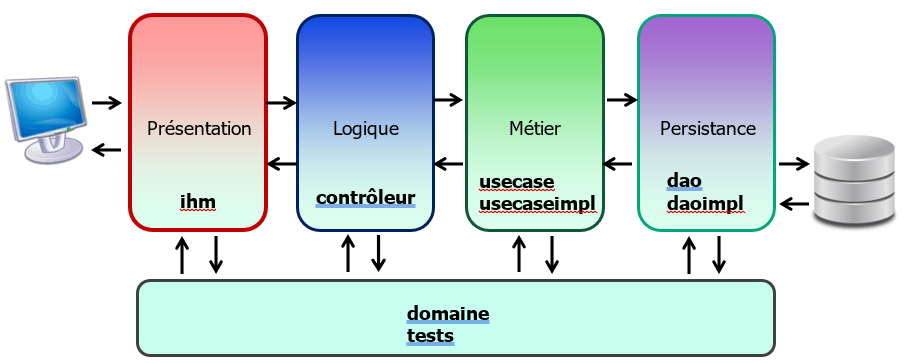 Présentation
ihm
Logique
contrôleur
Métier
usecase
usecaseimpl
Persistance
dao
daoimpl
domaine
tests